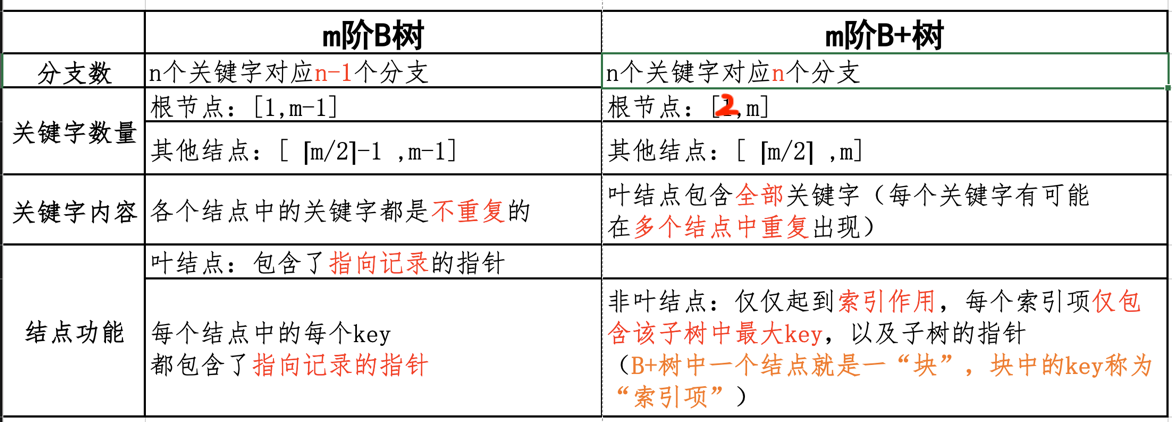 m阶B树
m阶B+树
分支数
n个关键字对应n-1个分支
n个关键字对应n个分支
关键字数量
根节点：[1,m-1]
根节点：[2,m]
其他结点：[ ⌈m/2⌉-1 ,m-1]
其他结点：[ ⌈m/2⌉ ,m]
关键字内容
各个结点中的关键字都是不重复的
叶结点包含全部关键字（每个关键字有可能
在多个结点中重复出现）
结点功能
叶结点：包含了指向记录的指针
每个结点中的每个key
都包含了指向记录的指针
非叶结点：仅仅起到索引作用，每个索引项仅包
含该子树中最大key，以及子树的指针
（B+树中一个结点就是一“块”，块中的key称为
“索引项”）